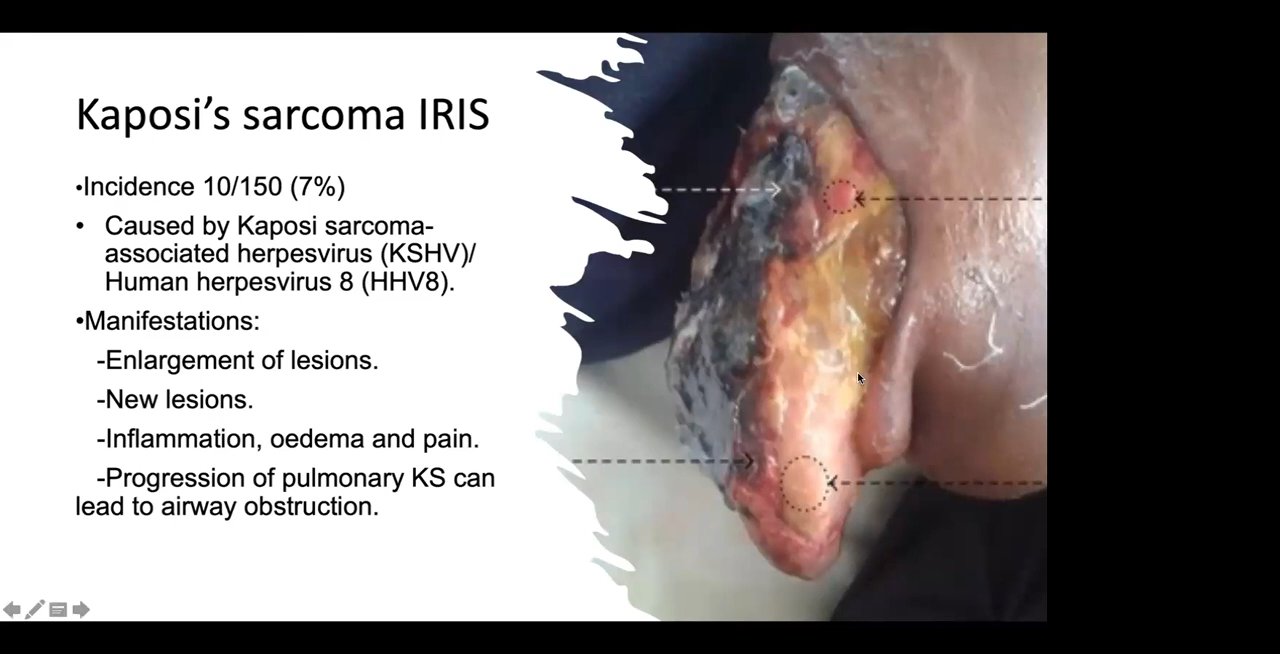 Kaposi’s sarcoma IRIS
•Incidence 10/150 (7%)
• Caused by Kaposi sarcoma-
associated herpesvirus (KSHV)/
Human herpesvirus 8 (HHV8).
•Manifestations:
-Enlargement of lesions.
-New lesions.
-Inflammation, oedema and pain.
-Progression of pulmonary KS can
lead to airway obstruction.